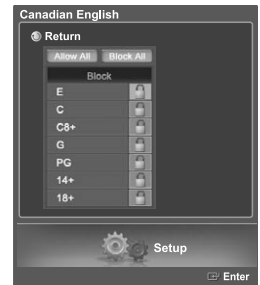 Canadian English
Return
Allow All Block All
Block
E
C
C8+
G
PG
14+
18+
Setup
Enter